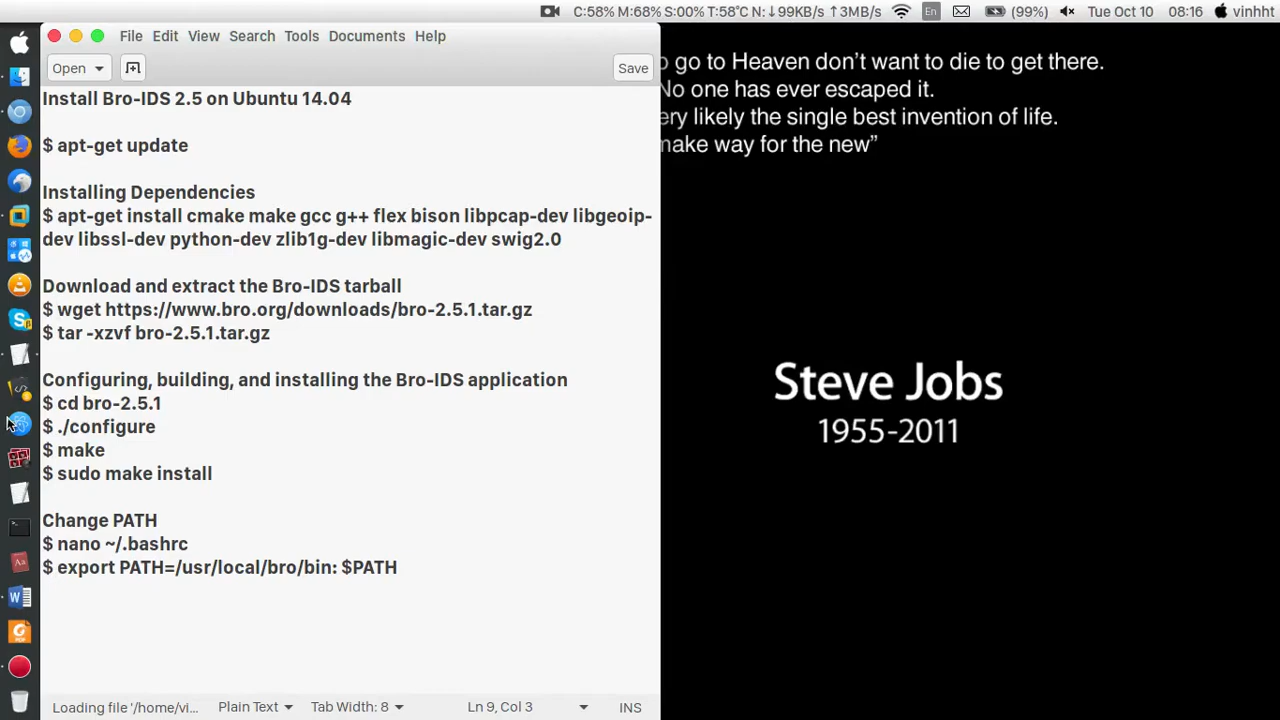 C:58% M:68% S:00% T:58°C N:↓99KB/s ↑3MB/s En (99%) Tue Oct 10 08:16 vinhht
File Edit View Search Tools Documents Help
Open Save
Install Bro-IDS 2.5 on Ubuntu 14.04
$ apt-get update
Installing Dependencies
$ apt-get install cmake make gcc g++ flex bison libpcap-dev libgeoip-
dev libssl-dev python-dev zlib1g-dev libmagic-dev swig2.0
Download and extract the Bro-IDS tarball
$ wget https://www.bro.org/downloads/bro-2.5.1.tar.gz
$ tar -xzvf bro-2.5.1.tar.gz
Configuring, building, and installing the Bro-IDS application
$ cd bro-2.5.1
$ ./configure
$ make
$ sudo make install
Change PATH
$ nano ~/.bashrc
$ export PATH=/usr/local/bro/bin: $PATH
Loading file '/home/vi... Plain Text Tab Width: 8 Ln 9, Col 3 INS
go to Heaven don't want to die to get there.
No one has ever escaped it.
ery likely the single best invention of life.
make way for the new”
Steve Jobs
1955-2011